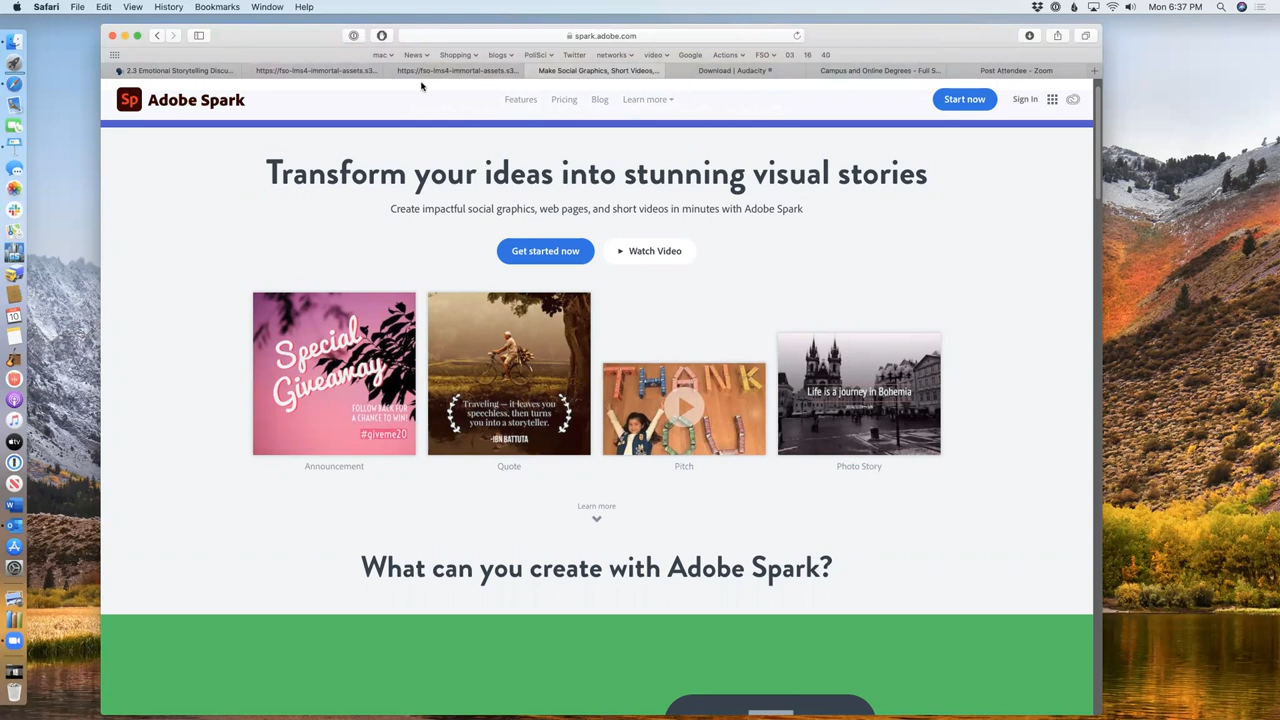 Safari File Edit View History Bookmarks Window Help Mon 6:37 PM
spark.adobe.com
mac News Shopping blogs PoliSci Twitter networks video Google Actions FSO 03 16 40
2.3 Emotional Storytelling Discu... https://fso-lms4-immortal-assets.s3... https://fso-lms4-immortal-assets.s3... Make Social Graphics, Short Videos,... Download | Audacity ® Campus and Online Degrees - Full S... Post Attendee - Zoom
Sp Adobe Spark Features Pricing Blog Learn more Start now Sign In
Transform your ideas into stunning visual stories
Create impactful social graphics, web pages, and short videos in minutes with Adobe Spark
Get started now Watch Video
Special
Giveaway
FOLLOW BACK FOR
A CHANCE TO WIN!
#giveme20
Traveling — it leaves you
speechless, then turns
you into a storyteller.
-IBN BATTUTA
THANK
YOU
Life is a journey in Bohemia
Announcement Quote Pitch Photo Story
Learn more
What can you create with Adobe Spark?